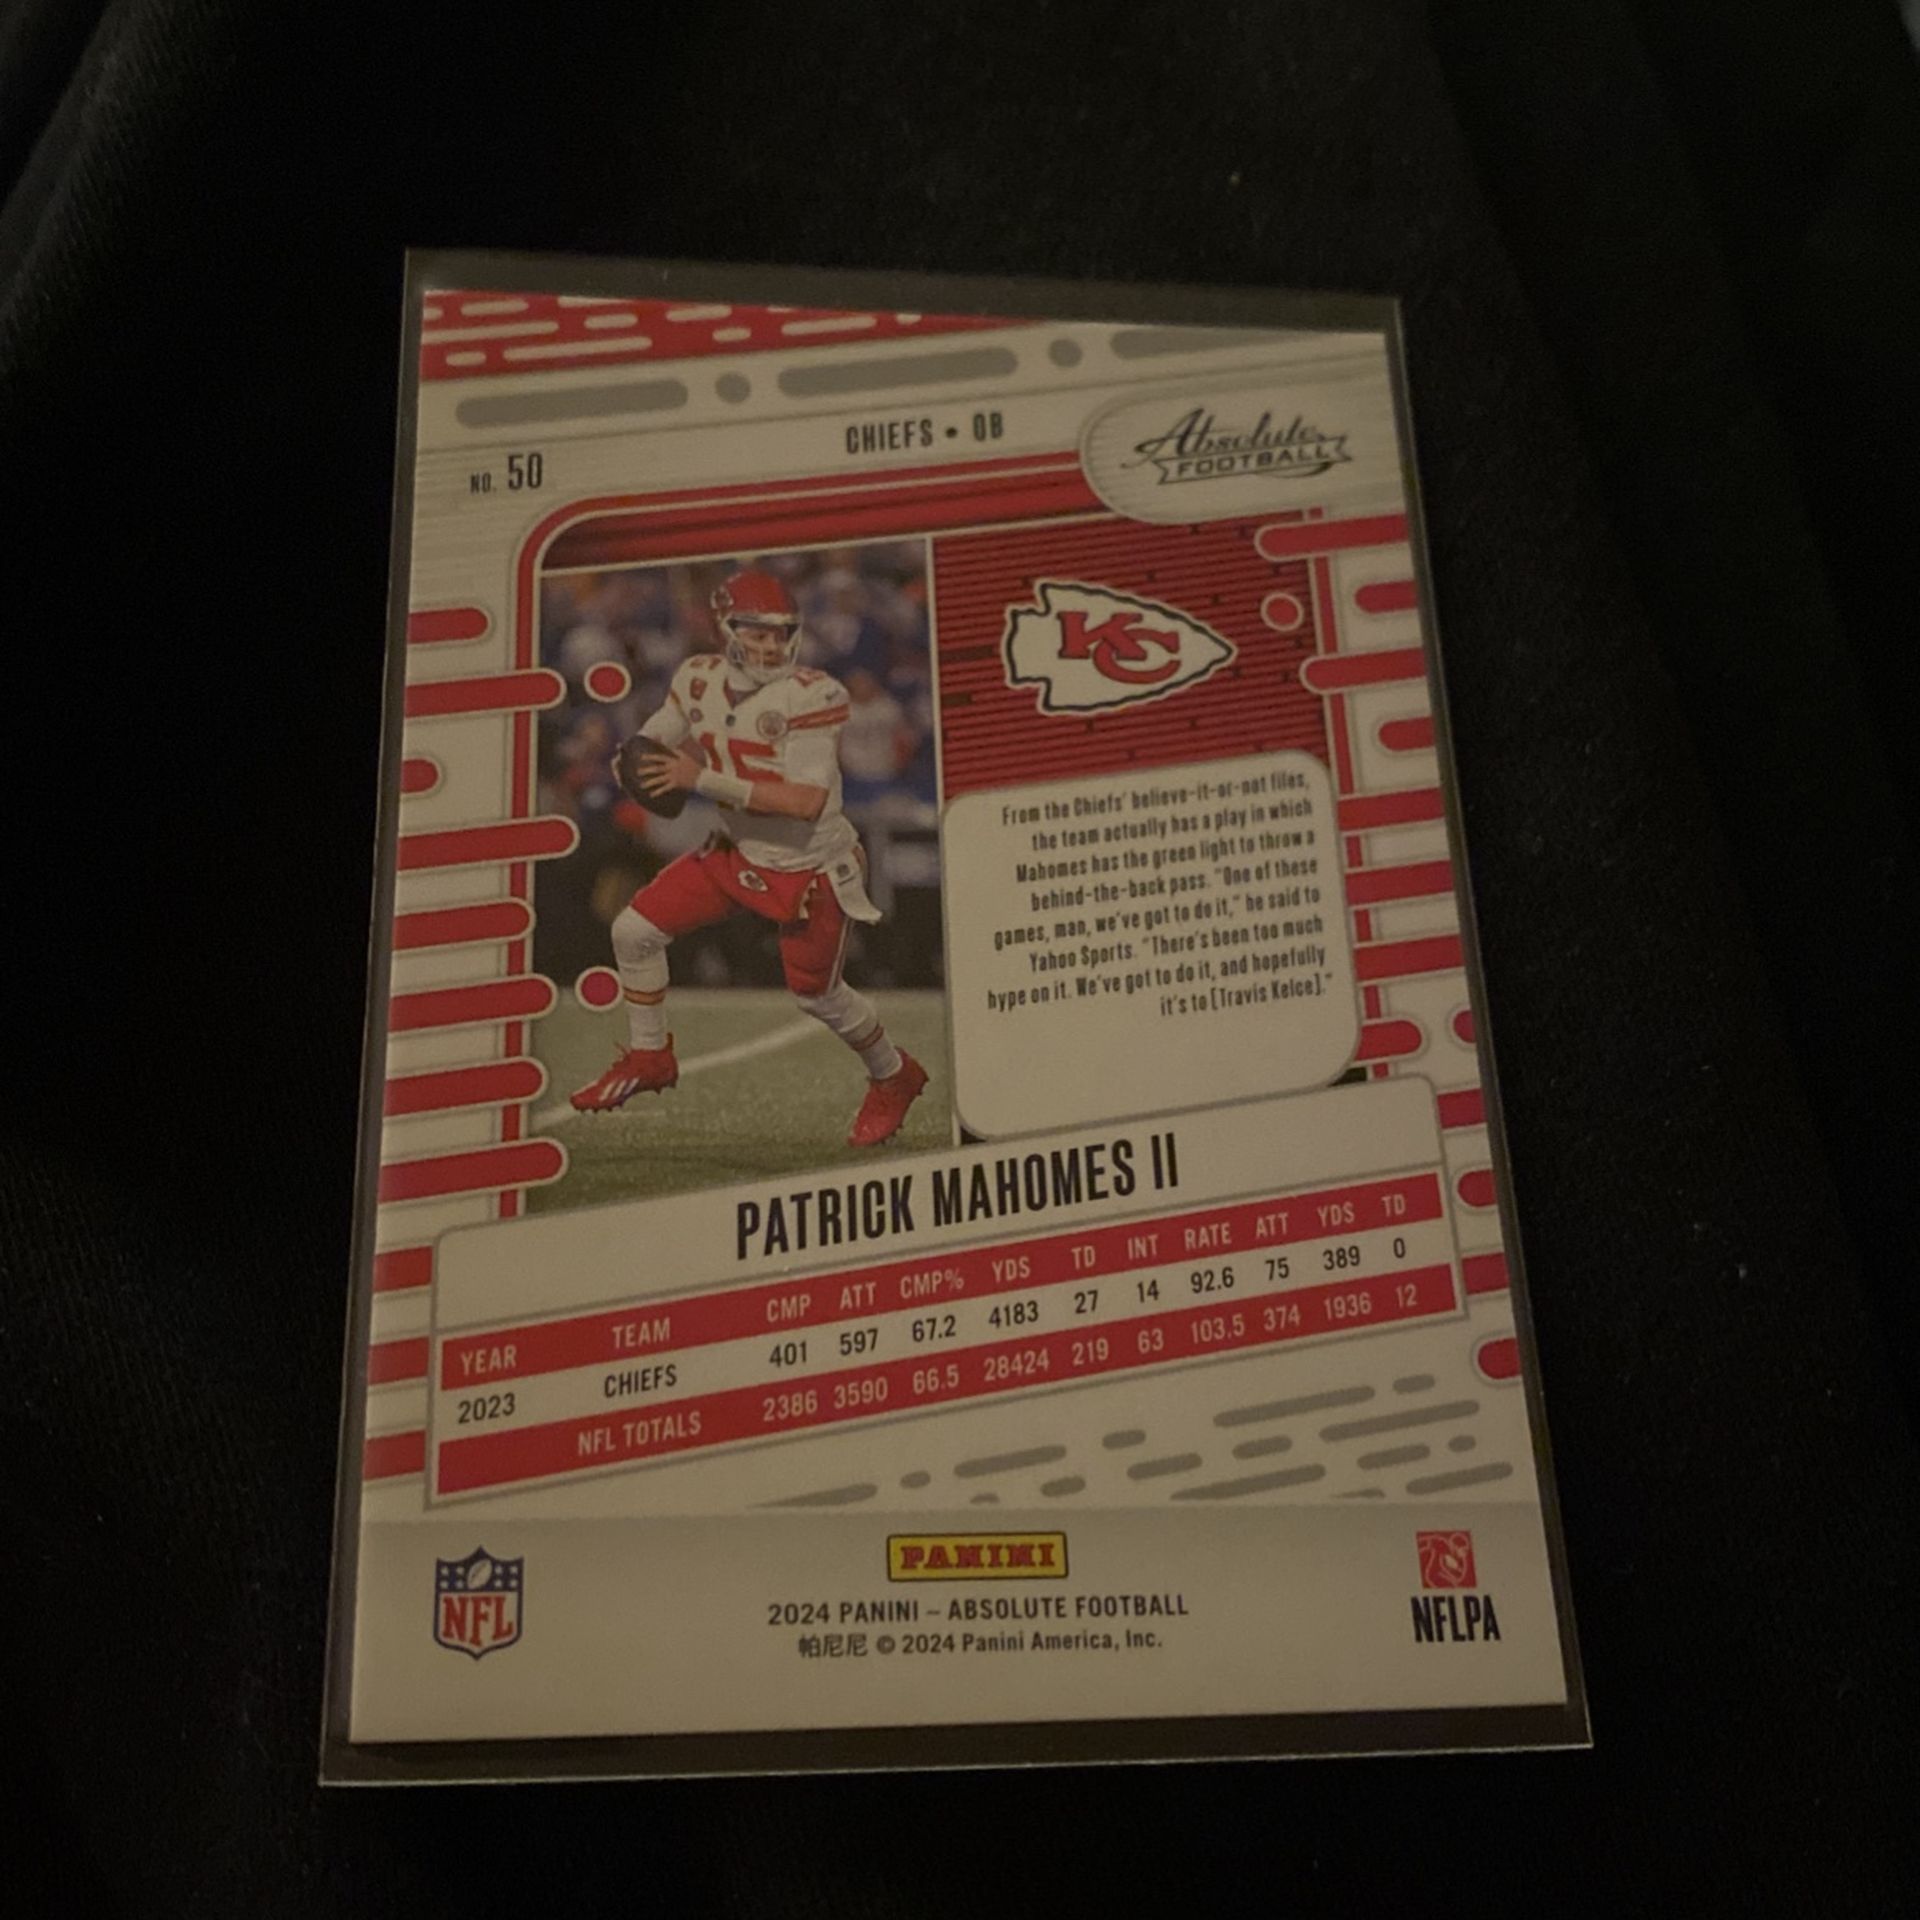 NO. 50
CHIEFS • QB
Absolute
FOOTBALL
KC
15
15
From the Chiefs' believe-it-or-not files,
the team actually has a play in which
Mahomes has the green light to throw a
behind-the-back pass. "One of these
games, man, we've got to do it," he said to
Yahoo Sports. "There's been too much
hype on it. We've got to do it, and hopefully
it's to [Travis Kelce]."
PATRICK MAHOMES II
YEAR TEAM CMP ATT CMP% YDS TD INT RATE ATT YDS TD
2023 CHIEFS 401 597 67.2 4183 27 14 92.6 75 389 0
NFL TOTALS 2386 3590 66.5 28424 219 63 103.5 374 1936 12
NFL
PANINI
2024 PANINI – ABSOLUTE FOOTBALL
帕尼尼 © 2024 Panini America, Inc.
NFLPA